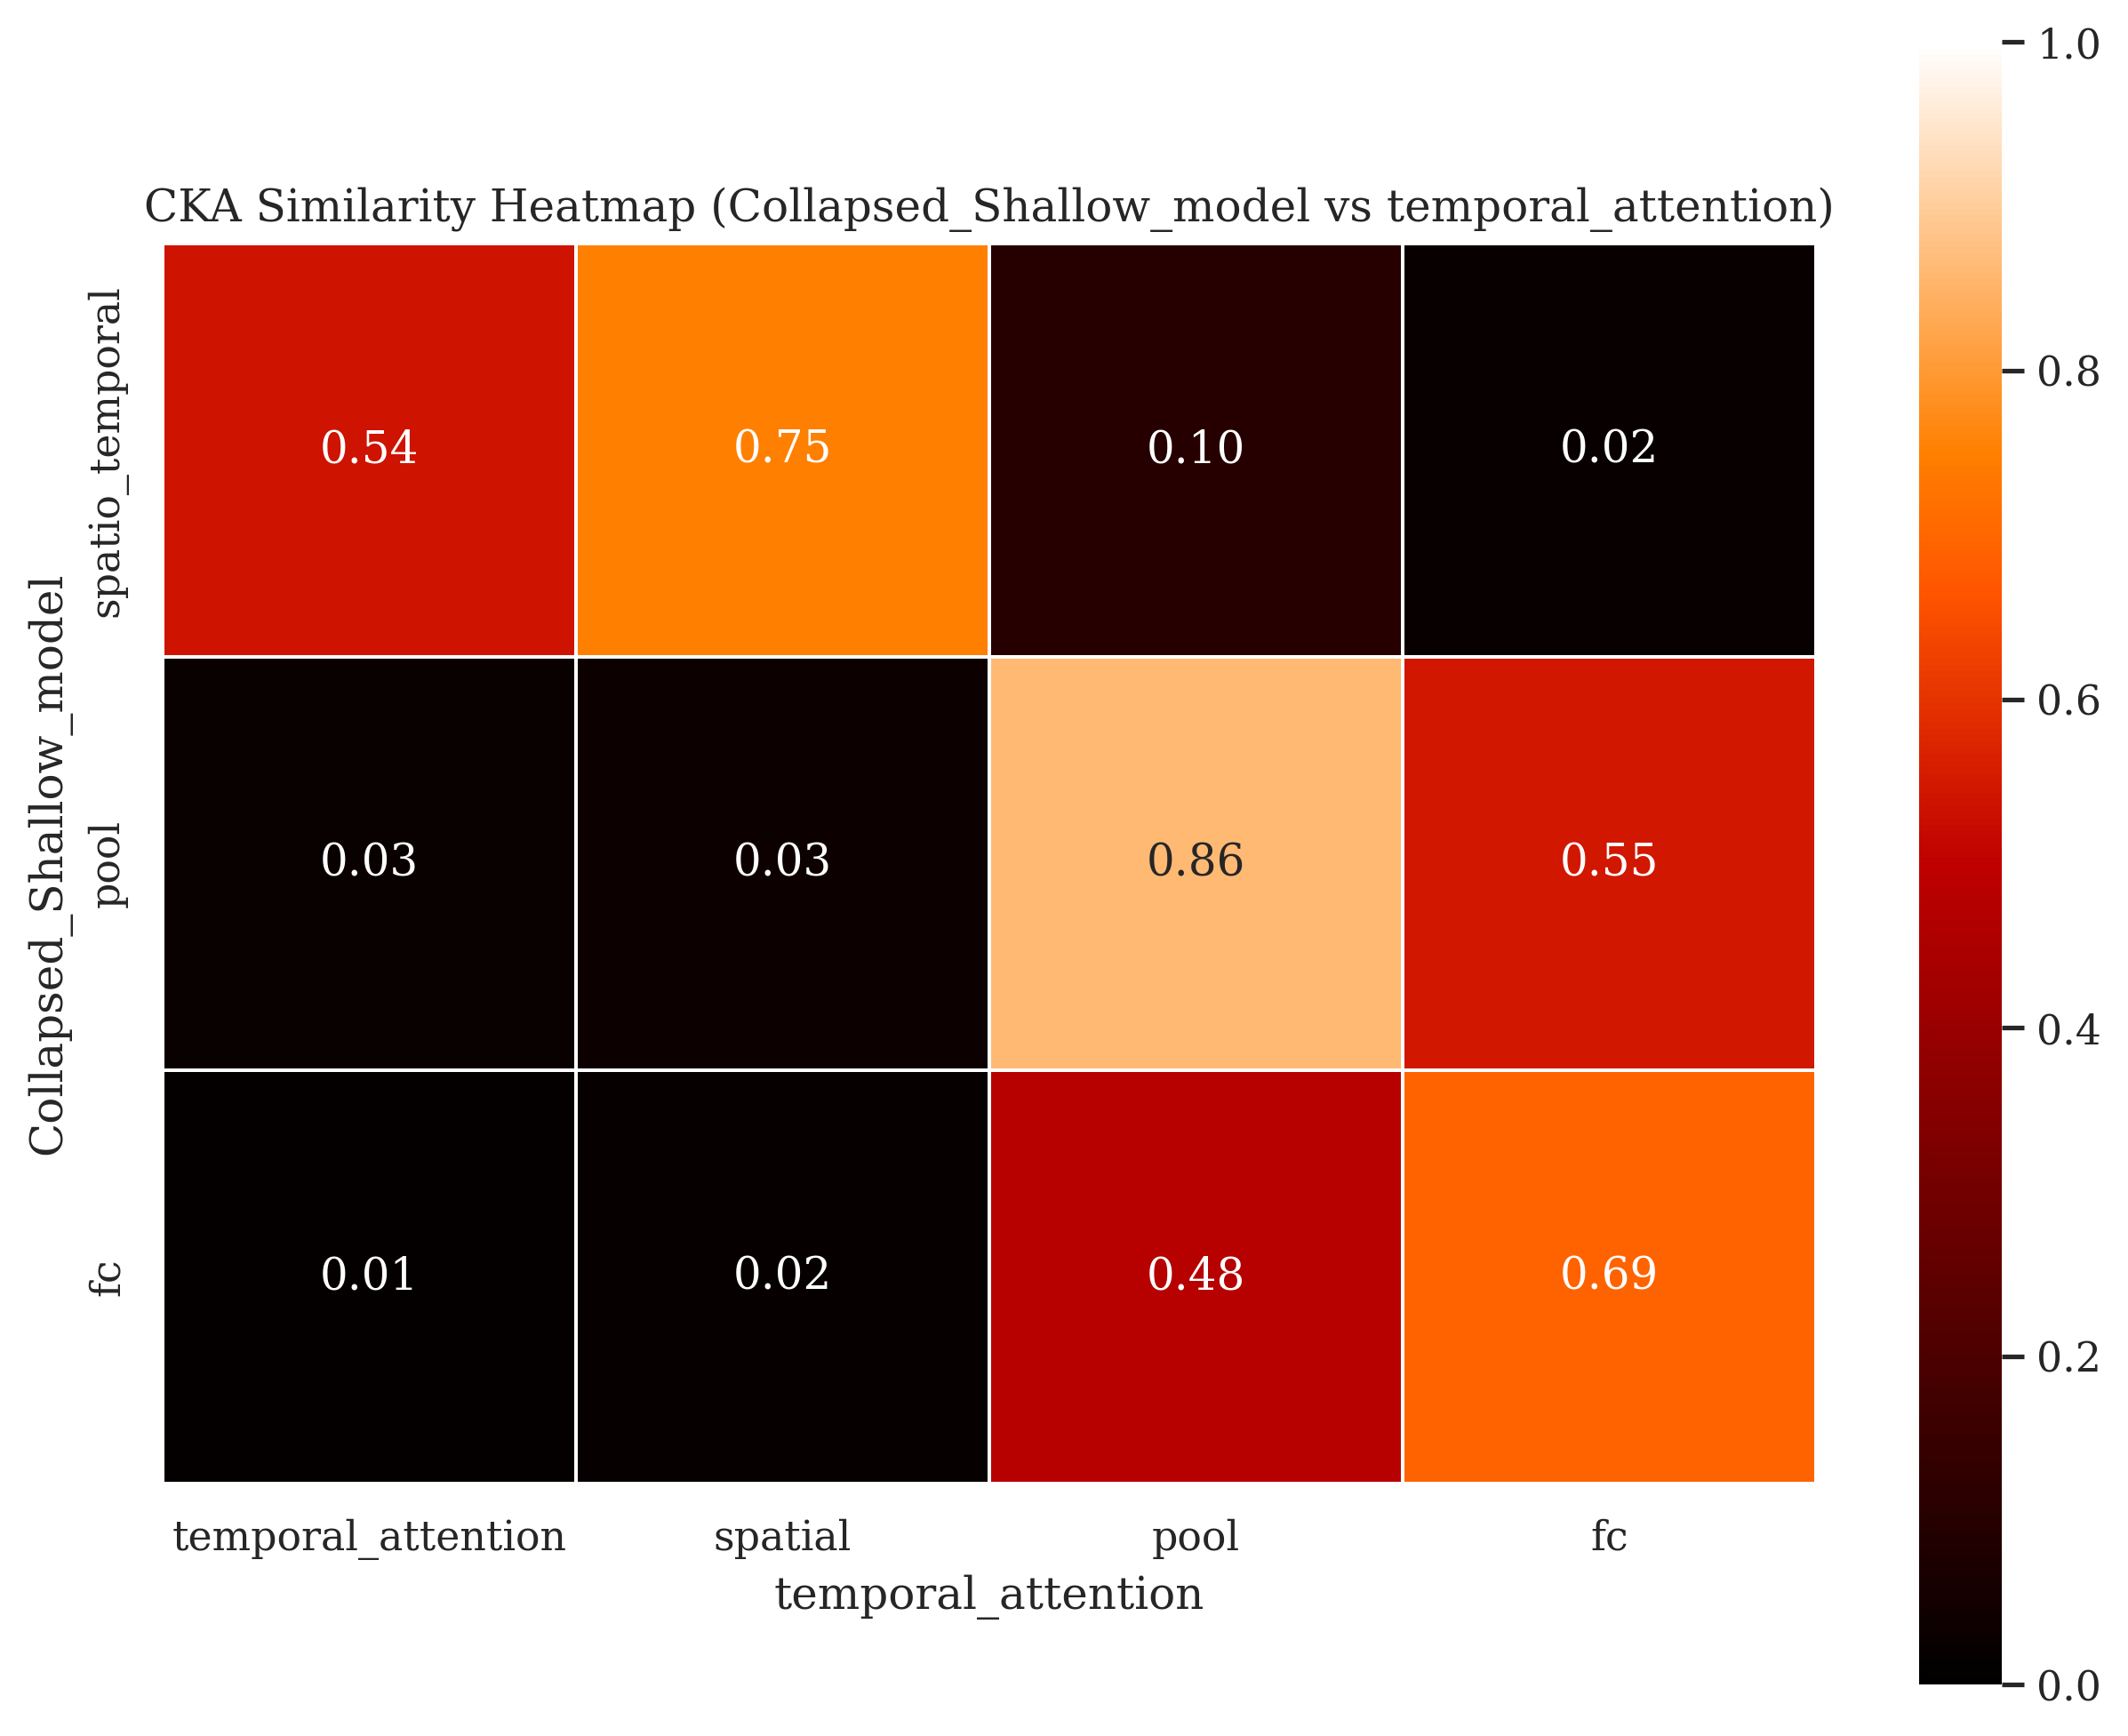 CKA Similarity Heatmap (Collapsed_Shallow_model vs temporal_attention)
Collapsed_Shallow_model
spatio_temporal
0.54 0.75 0.10 0.02
pool
0.03 0.03 0.86 0.55
fc
0.01 0.02 0.48 0.69
temporal_attention spatial pool fc
temporal_attention
1.0
0.8
0.6
0.4
0.2
0.0